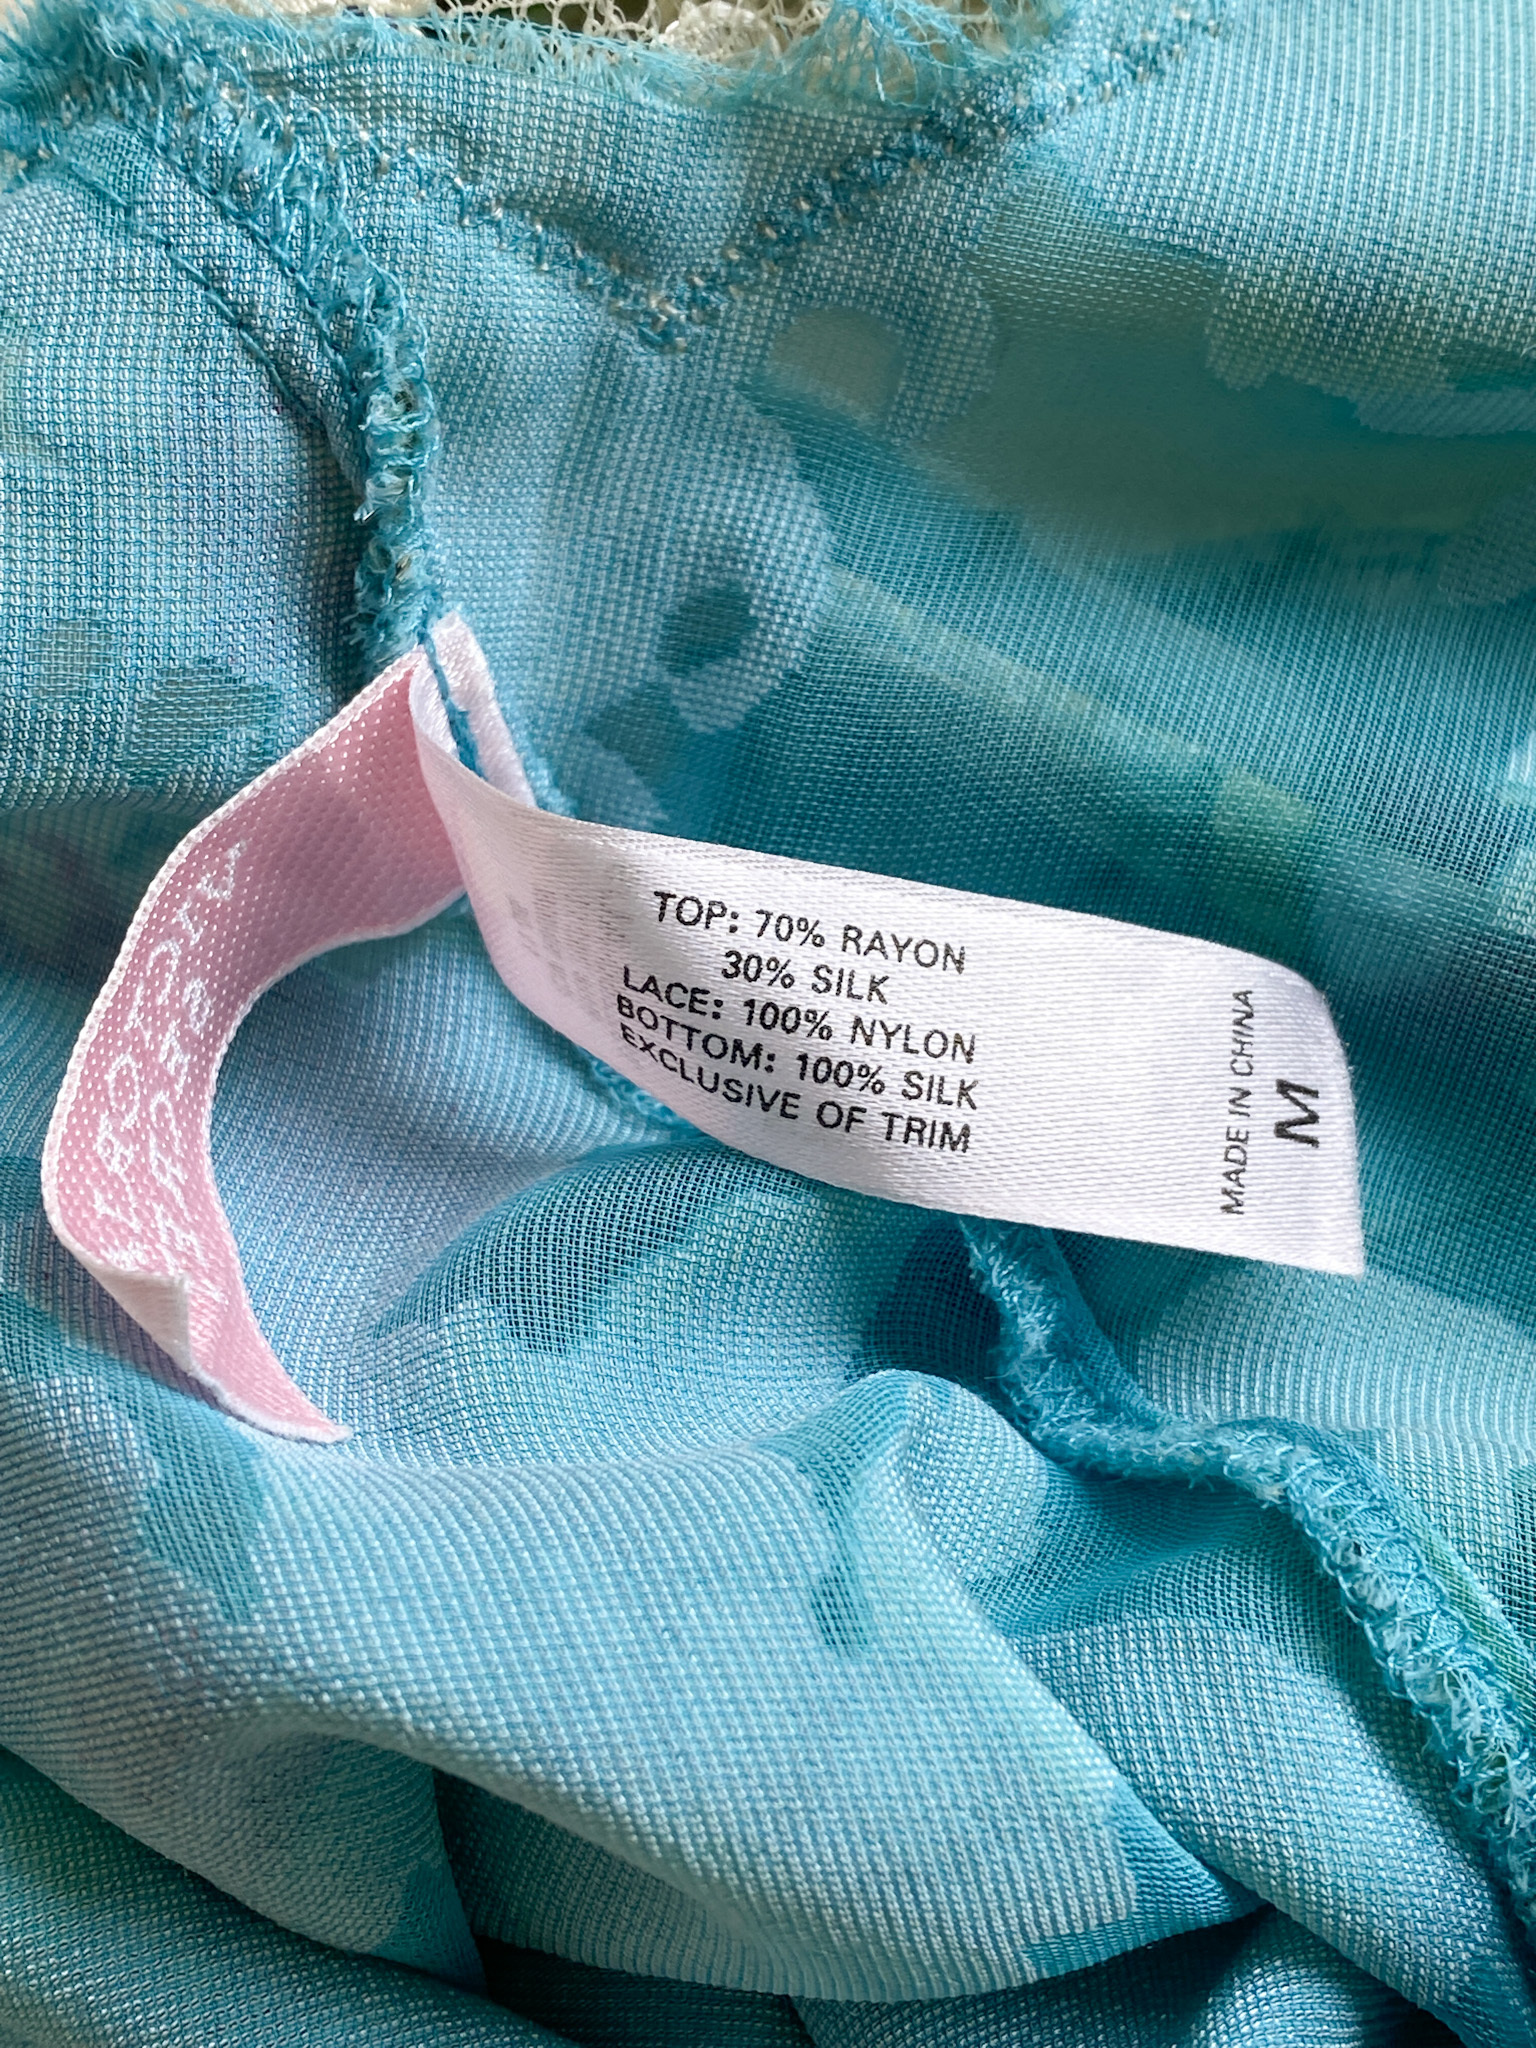 TOP: 70% RAYON
30% SILK
LACE: 100% NYLON
BOTTOM: 100% SILK
EXCLUSIVE OF TRIM
MADE IN CHINA
M